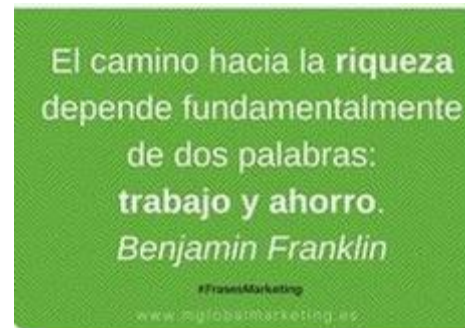 El camino hacia la riqueza
depende fundamentalmente
de dos palabras:
trabajo y ahorro.
Benjamin Franklin
#FrasesMarketing
www.mglobalmarketing.es